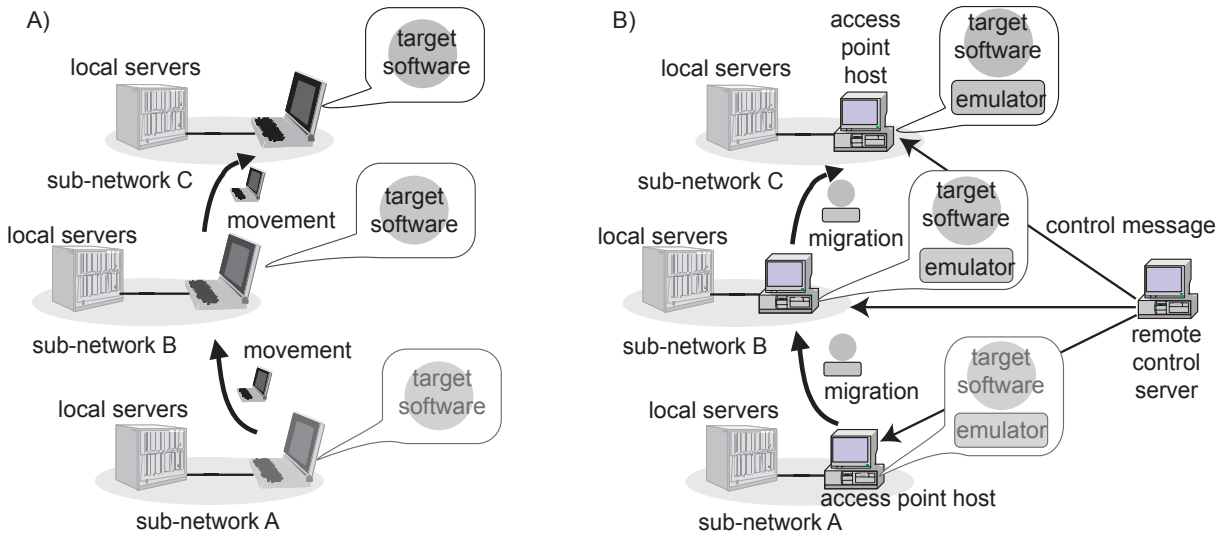 A)
target
software
local servers
sub-network C
movement
target
software
local servers
sub-network B
movement
target
software
local servers
sub-network A
B)
access
point
host
target
software
emulator
local servers
sub-network C
migration
target
software
emulator
control message
local servers
sub-network B
migration
target
software
emulator
remote
control
server
local servers
access point host
sub-network A